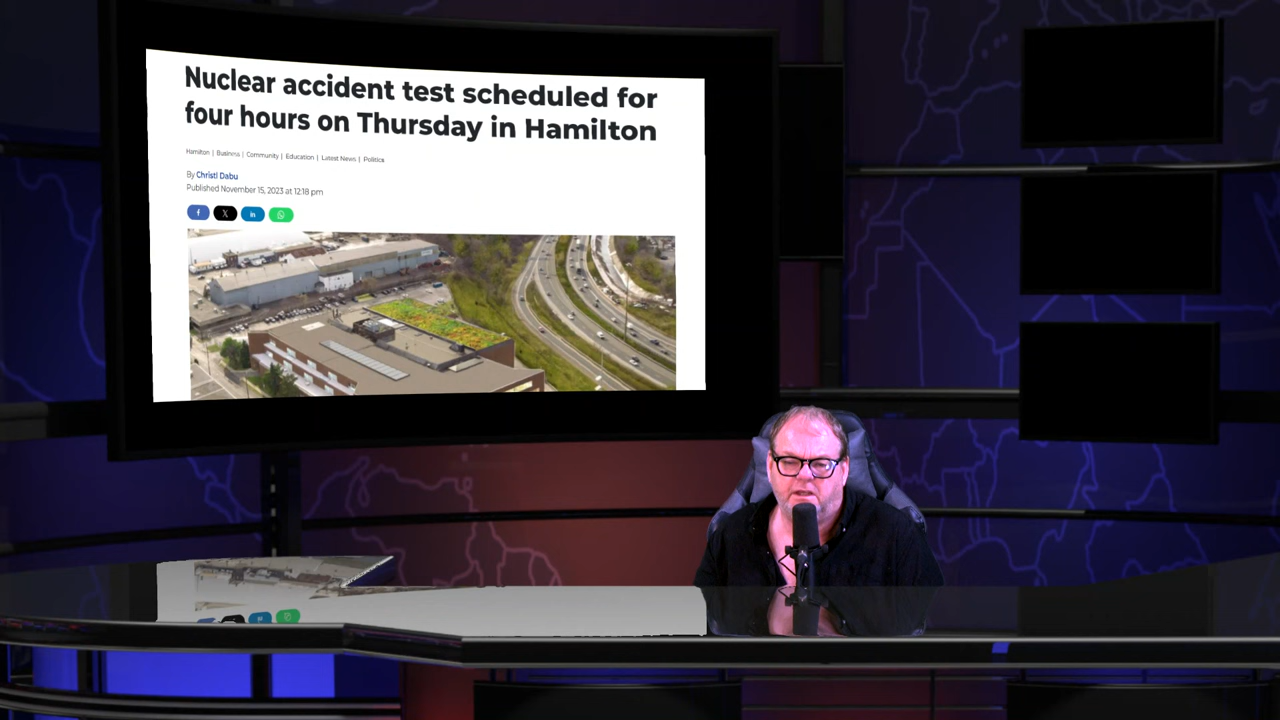 Nuclear accident test scheduled for
four hours on Thursday in Hamilton
Hamilton | Business | Community | Education | Latest News | Politics
By Christl Dabu
Published November 15, 2023 at 12:18 pm